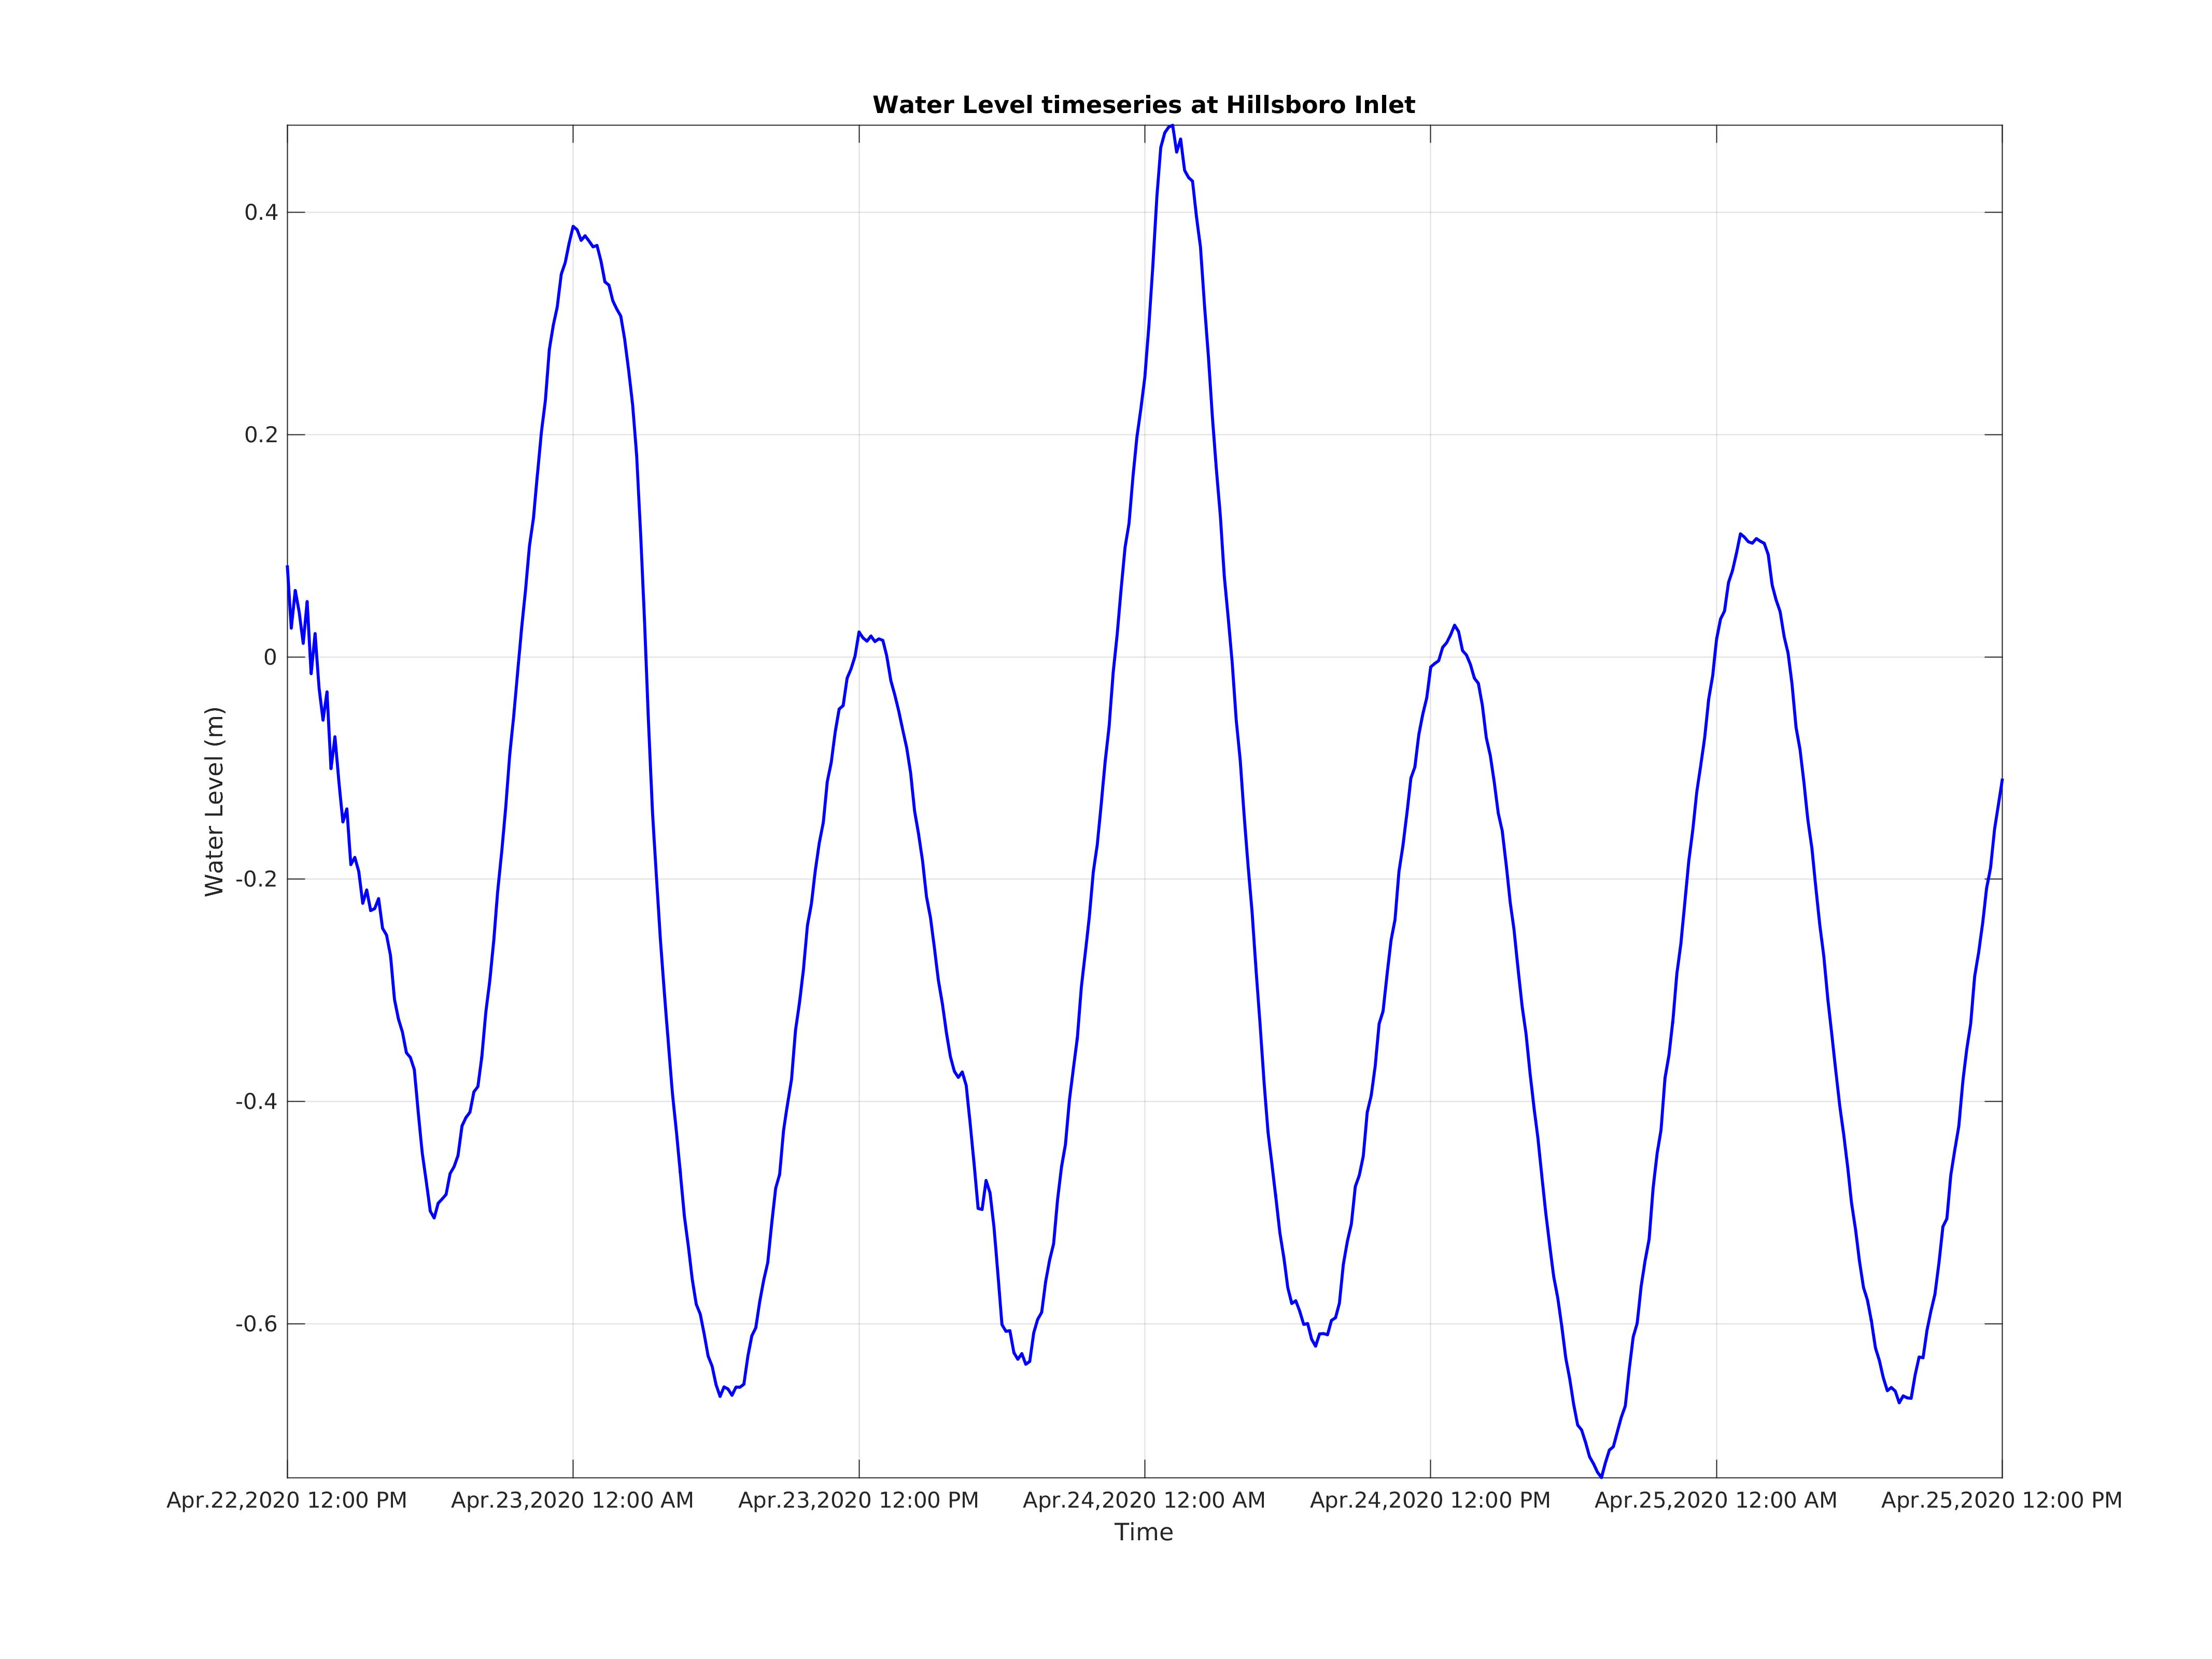 Water Level timeseries at Hillsboro Inlet
0.4
0.2
0
-0.2
-0.4
-0.6
Water Level (m)
Apr.22,2020 12:00 PM
Apr.23,2020 12:00 AM
Apr.23,2020 12:00 PM
Apr.24,2020 12:00 AM
Apr.24,2020 12:00 PM
Apr.25,2020 12:00 AM
Apr.25,2020 12:00 PM
Time